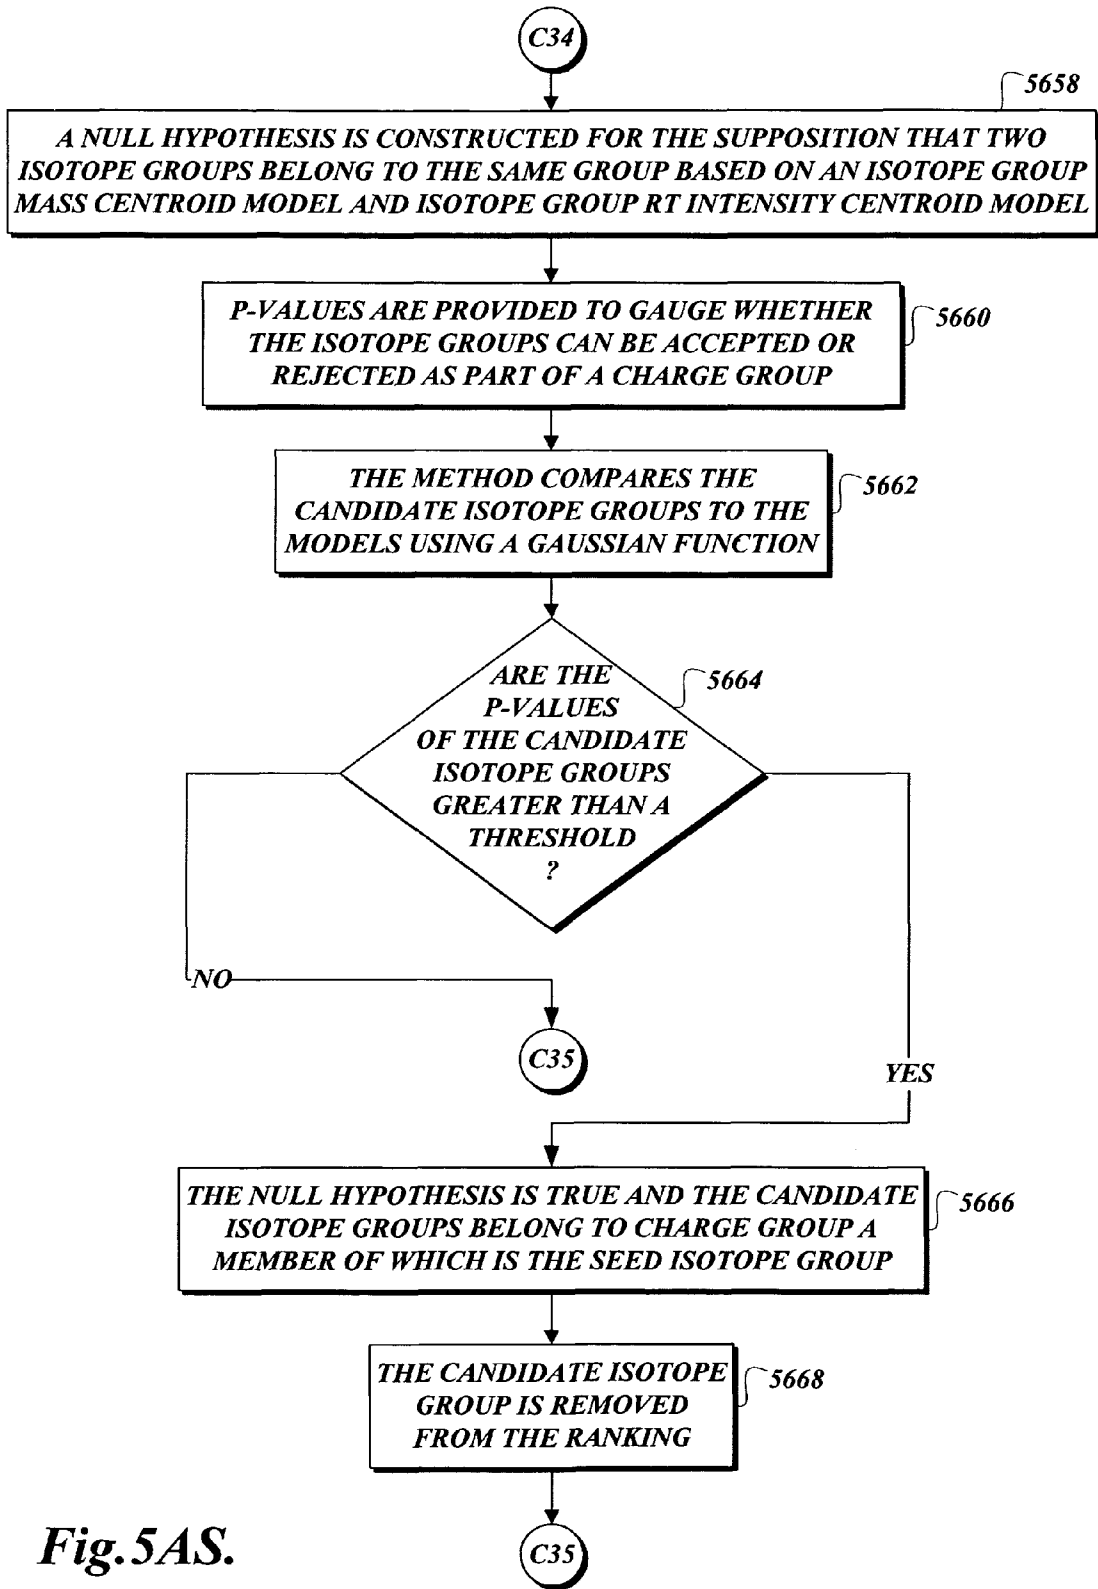 C34
5658
A NULL HYPOTHESIS IS CONSTRUCTED FOR THE SUPPOSITION THAT TWO
ISOTOPE GROUPS BELONG TO THE SAME GROUP BASED ON AN ISOTOPE GROUP
MASS CENTROID MODEL AND ISOTOPE GROUP RT INTENSITY CENTROID MODEL
P-VALUES ARE PROVIDED TO GAUGE WHETHER
THE ISOTOPE GROUPS CAN BE ACCEPTED OR
REJECTED AS PART OF A CHARGE GROUP
5660
THE METHOD COMPARES THE
CANDIDATE ISOTOPE GROUPS TO THE
MODELS USING A GAUSSIAN FUNCTION
5662
ARE THE
P-VALUES
OF THE CANDIDATE
ISOTOPE GROUPS
GREATER THAN A
THRESHOLD
?
5664
NO
C35
YES
THE NULL HYPOTHESIS IS TRUE AND THE CANDIDATE
ISOTOPE GROUPS BELONG TO CHARGE GROUP A
MEMBER OF WHICH IS THE SEED ISOTOPE GROUP
5666
THE CANDIDATE ISOTOPE
GROUP IS REMOVED
FROM THE RANKING
5668
C35
Fig.5AS.